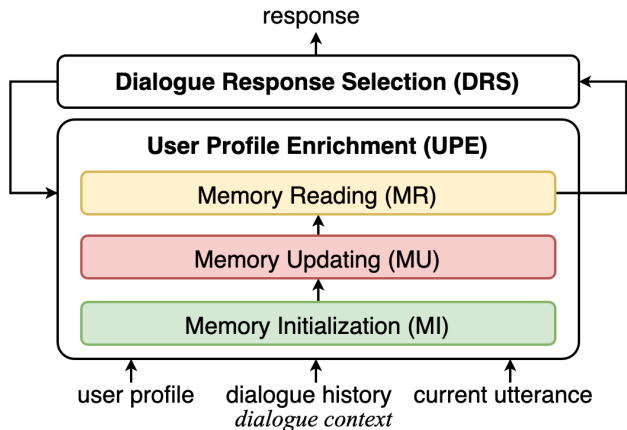 response
Dialogue Response Selection (DRS)
User Profile Enrichment (UPE)
Memory Reading (MR)
Memory Updating (MU)
Memory Initialization (MI)
user profile dialogue history current utterance
dialogue context